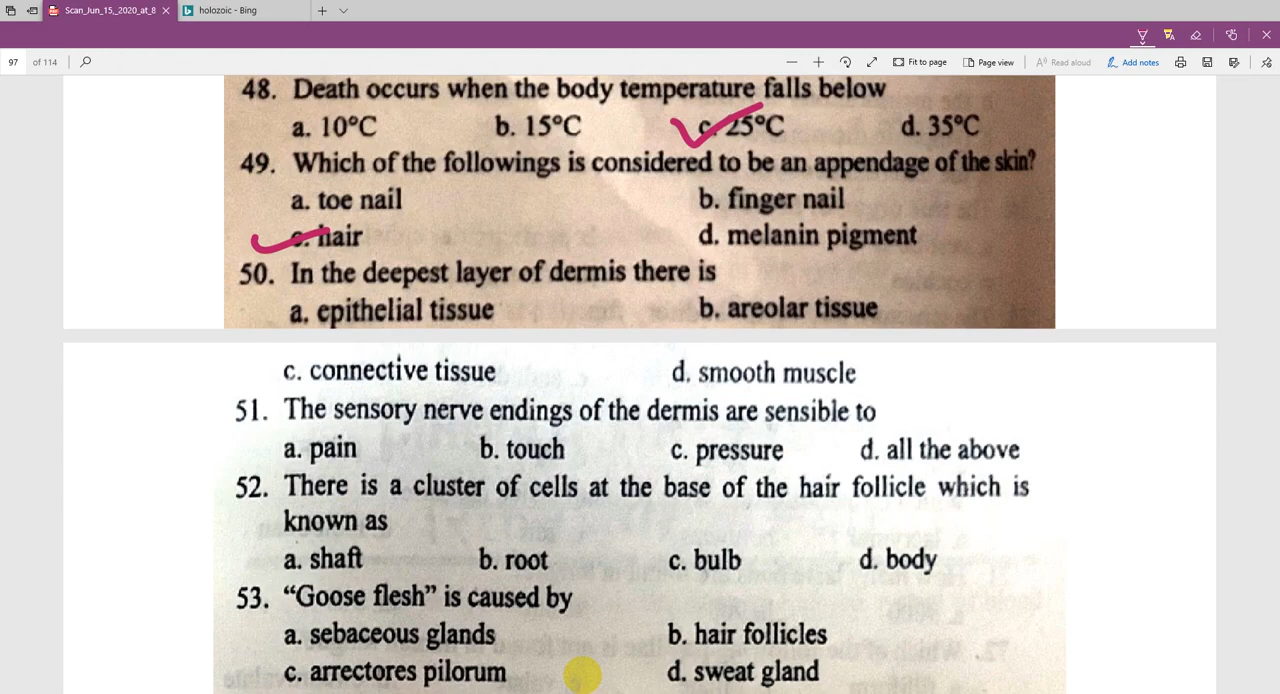 Scan_Jun_15,_2020_at_8
holozoic - Bing
97 of 114
Fit to page
Page view
Read aloud
Add notes
48. Death occurs when the body temperature falls below
a. 10°C b. 15°C c. 25°C d. 35°C
49. Which of the followings is considered to be an appendage of the skin?
a. toe nail b. finger nail
c. hair d. melanin pigment
50. In the deepest layer of dermis there is
a. epithelial tissue b. areolar tissue
c. connective tissue d. smooth muscle
51. The sensory nerve endings of the dermis are sensible to
a. pain b. touch c. pressure d. all the above
52. There is a cluster of cells at the base of the hair follicle which is
known as
a. shaft b. root c. bulb d. body
53. “Goose flesh” is caused by
a. sebaceous glands b. hair follicles
c. arrectores pilorum d. sweat gland